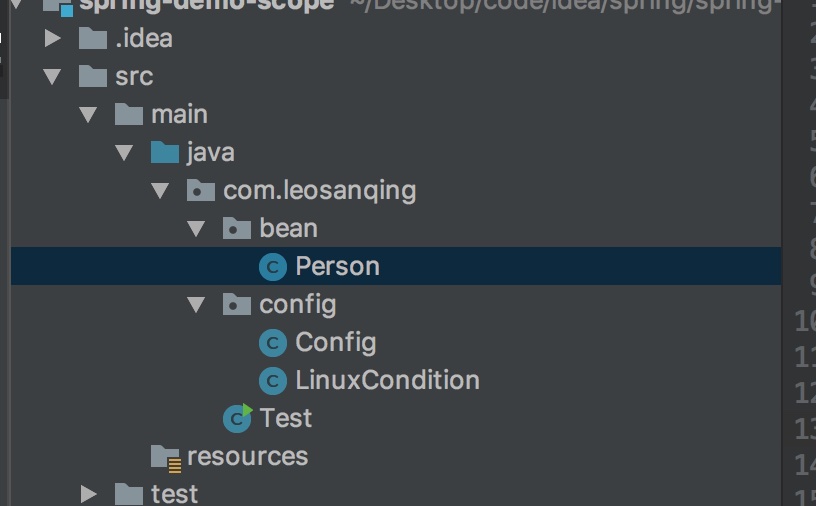 spring-demo-scope ~/Desktop/code/idea/spring/spring-
.idea
src
main
java
com.leosanqing
bean
Person
config
Config
LinuxCondition
Test
resources
test
2
3
4
5
6
7
8
9
10
11
12
13
14
15